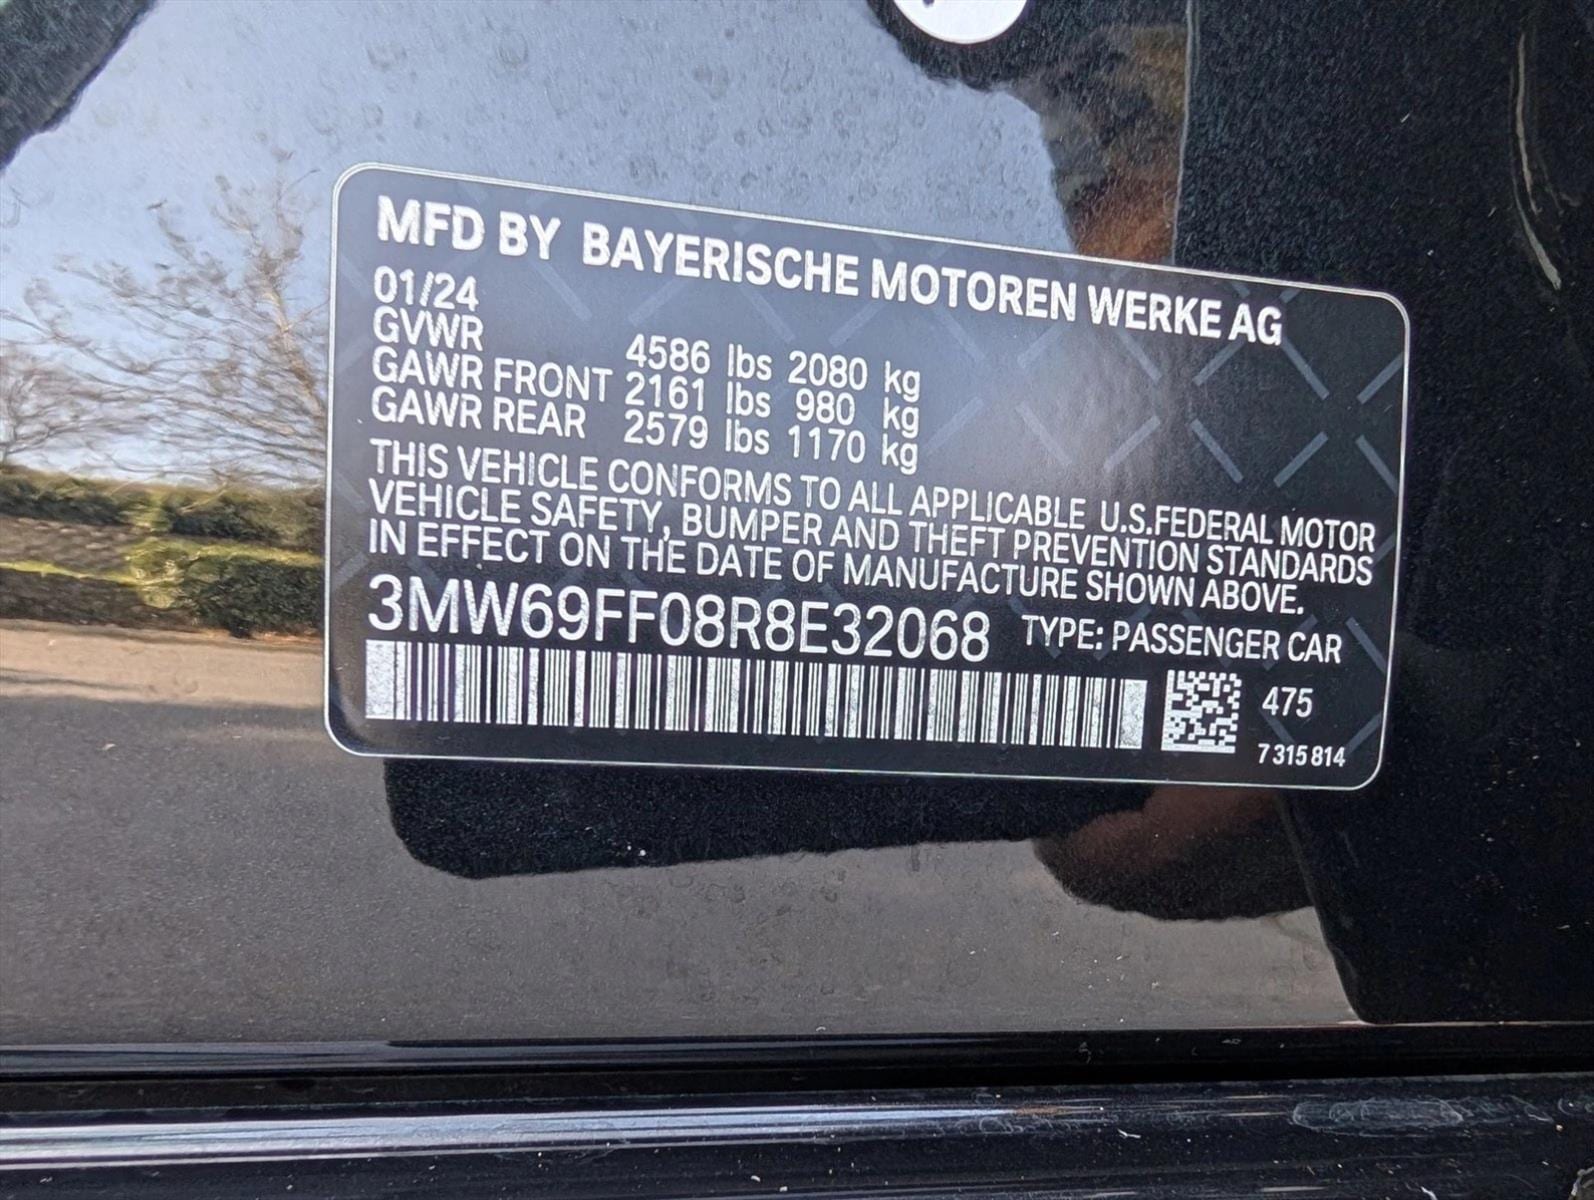 MFD BY BAYERISCHE MOTOREN WERKE AG
01/24
GVWR 4586 lbs 2080 kg
GAWR FRONT 2161 lbs 980 kg
GAWR REAR 2579 lbs 1170 kg
THIS VEHICLE CONFORMS TO ALL APPLICABLE U.S.FEDERAL MOTOR
VEHICLE SAFETY, BUMPER AND THEFT PREVENTION STANDARDS
IN EFFECT ON THE DATE OF MANUFACTURE SHOWN ABOVE.
3MW69FF08R8E32068 TYPE: PASSENGER CAR
475
7 315 814